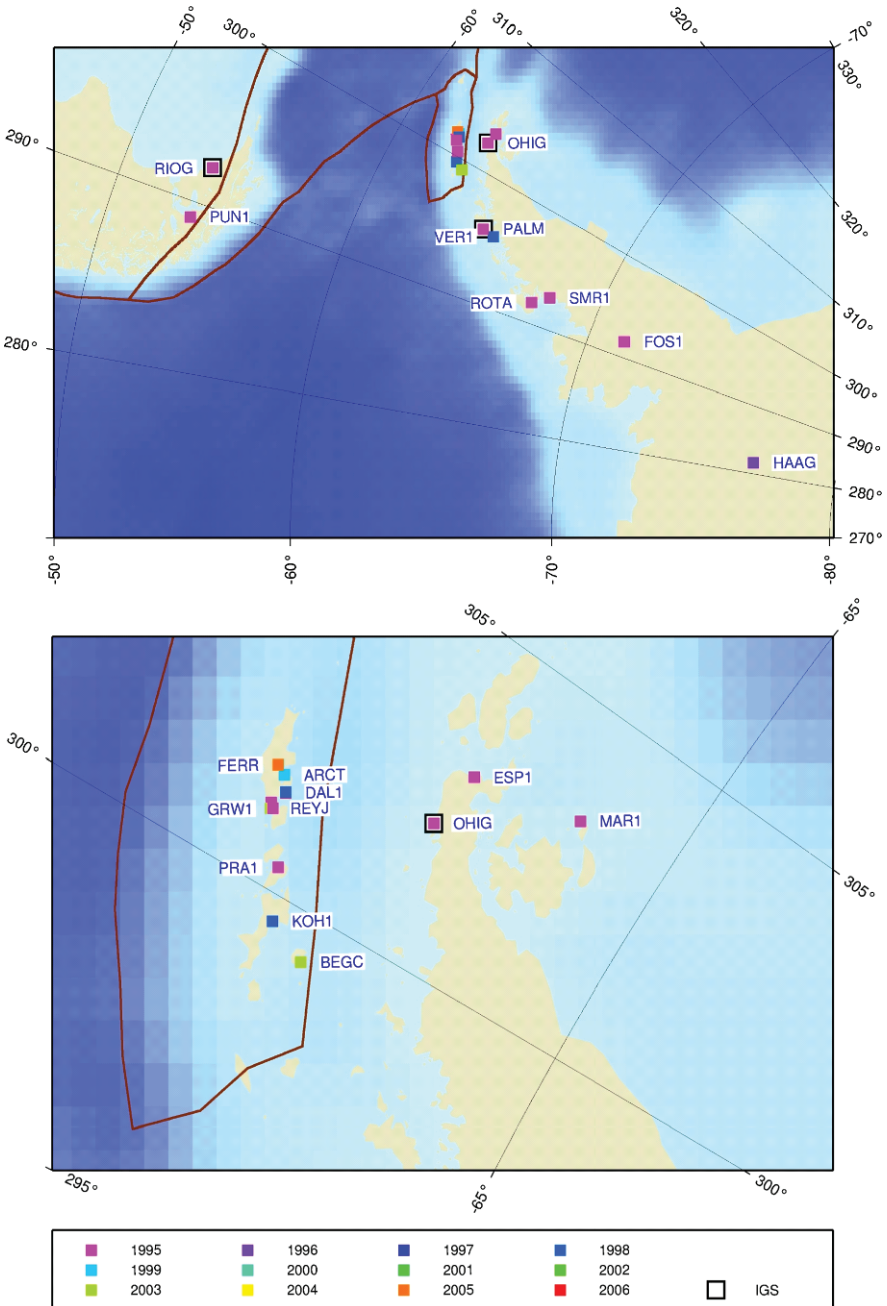 -50° 300° -60° 310° 320° -70°
330°
290°
RIOG OHIG
PUN1
VER1 PALM
320°
ROTA SMR1
310°
280° FOS1
300°
290°
HAAG
280°
270°
-50° -60° -70° -80°
305° -65°
300°
FERR ARCT ESP1
DAL1
GRW1 REYJ OHIG MAR1
PRA1
305°
KOH1
BEGC
295° -65° 300°
1995 1996 1997 1998
1999 2000 2001 2002
2003 2004 2005 2006 IGS